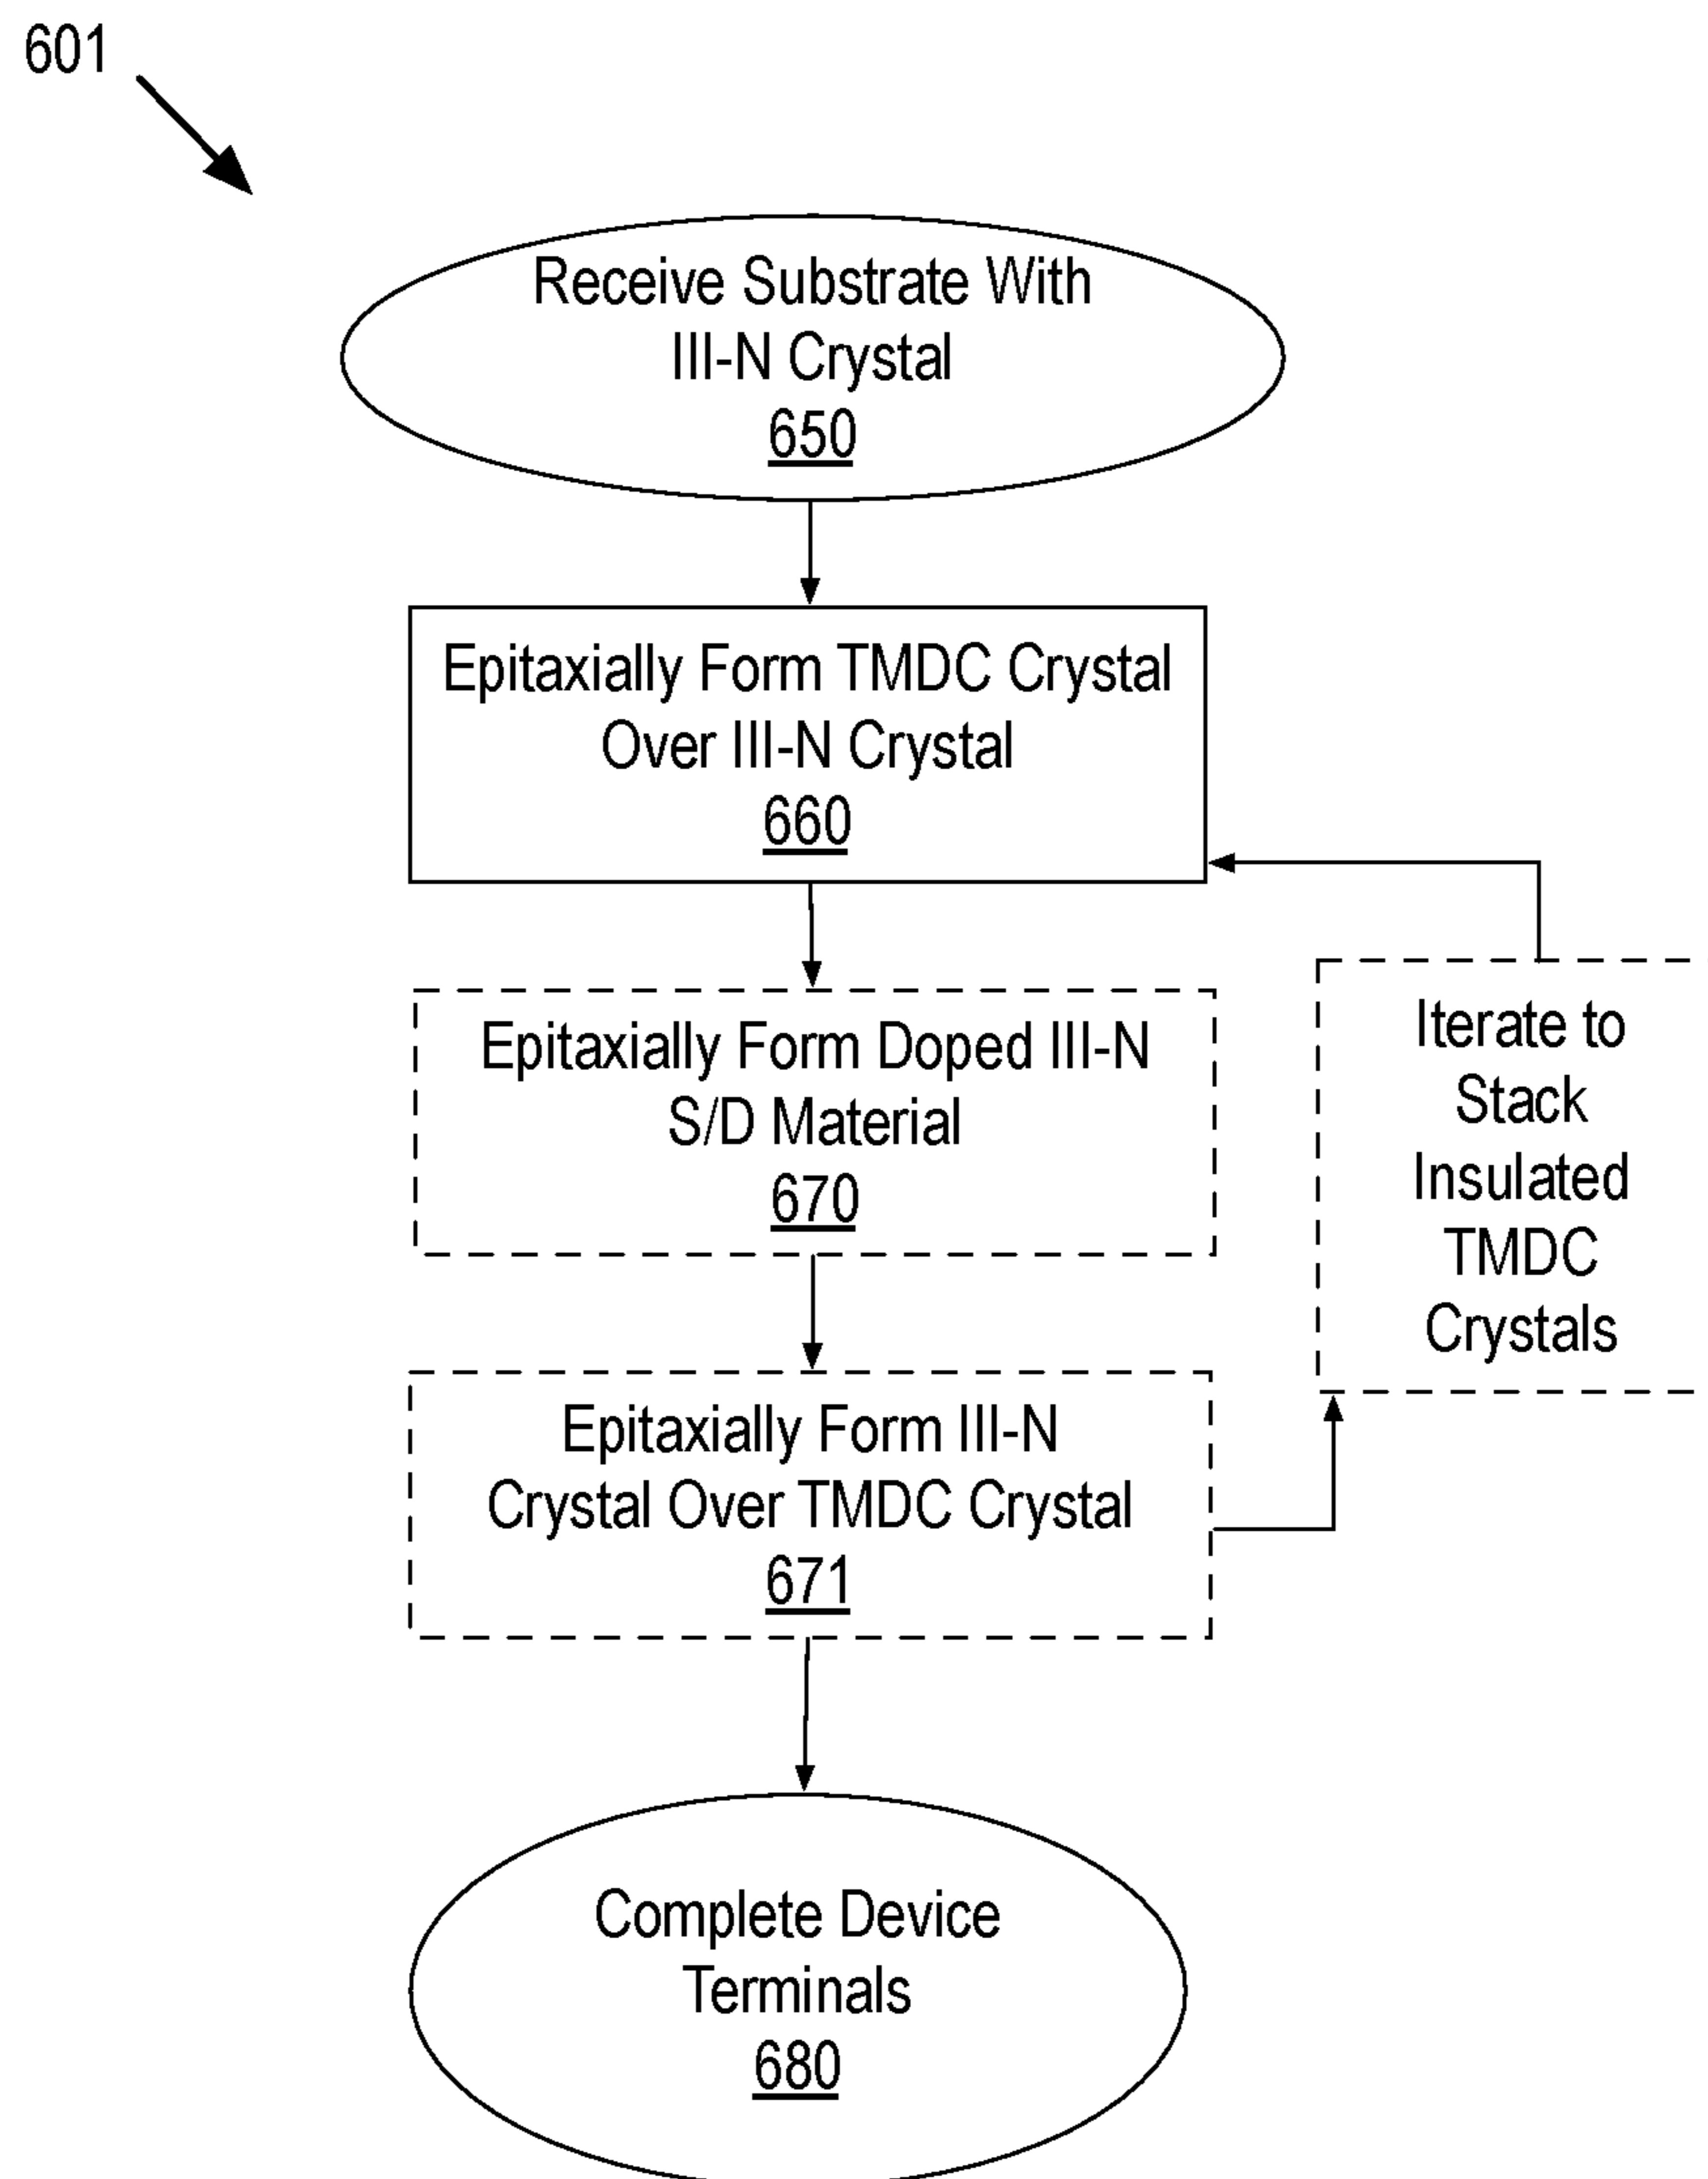 601
Receive Substrate With
III-N Crystal
650
Epitaxially Form TMDC Crystal
Over III-N Crystal
660
Epitaxially Form Doped III-N
S/D Material
670
Iterate to
Stack
Insulated
TMDC
Crystals
Epitaxially Form III-N
Crystal Over TMDC Crystal
671
Complete Device
Terminals
680